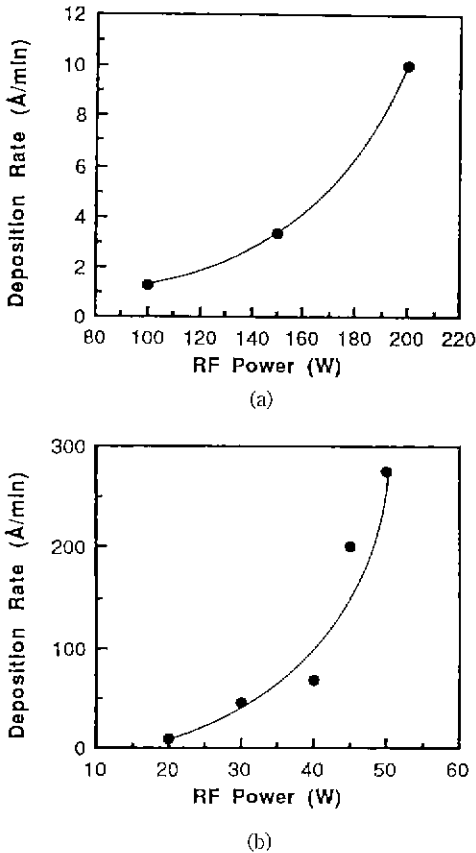 12
10
8
6
4
2
0
Deposition Rate (Å/min)
80 100 120 140 160 180 200 220
RF Power (W)
(a)
300
200
100
0
Deposition Rate (Å/min)
10 20 30 40 50 60
RF Power (W)
(b)